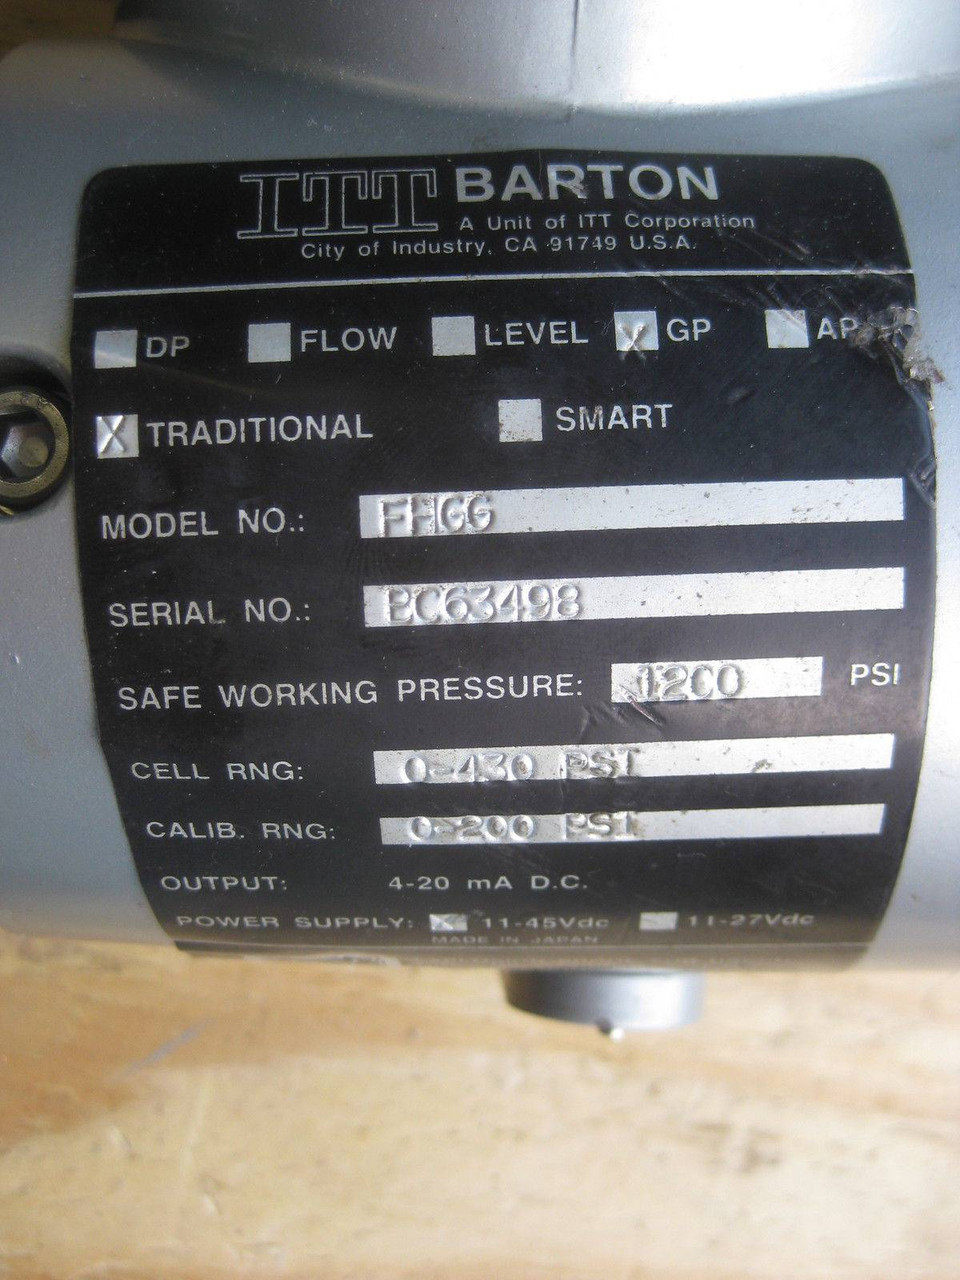 ITT BARTON
A Unit of ITT Corporation
City of Industry, CA 91749 U.S.A.
DP FLOW LEVEL X GP AP
X TRADITIONAL SMART
MODEL NO.: FHGG
SERIAL NO.: BC63498
SAFE WORKING PRESSURE: 1200 PSI
CELL RNG: 0-430 PSI
CALIB. RNG: 0-200 PSI
OUTPUT: 4-20 mA D.C.
POWER SUPPLY: X 11-45Vdc 11-27Vdc
MADE IN JAPAN